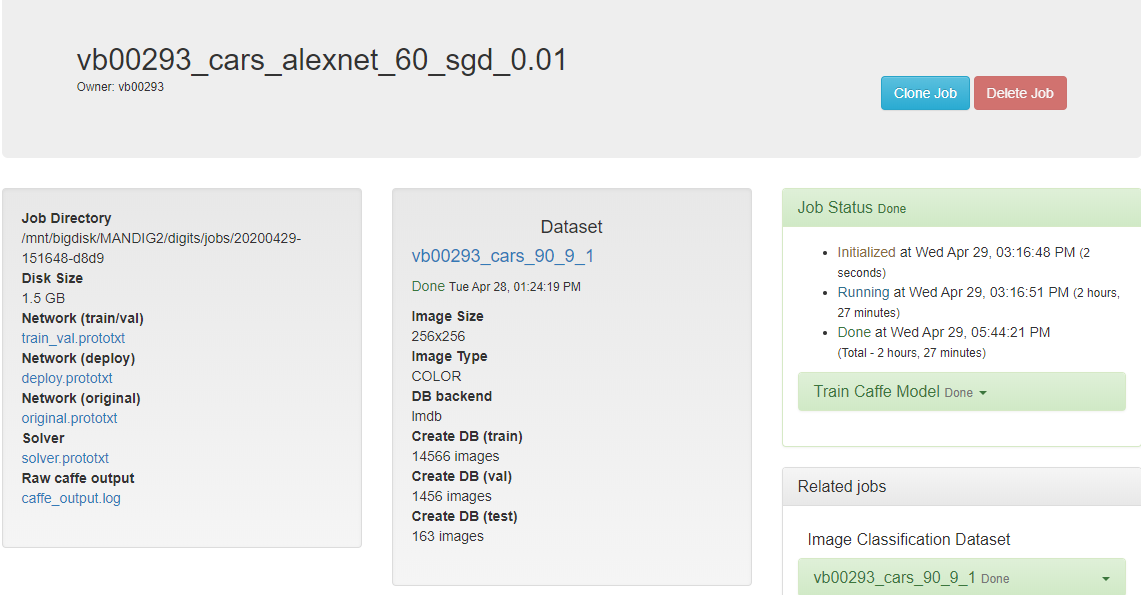 vb00293_cars_alexnet_60_sgd_0.01
Owner: vb00293
Clone Job
Delete Job
Job Directory
/mnt/bigdisk/MANDIG2/digits/jobs/20200429-
151648-d8d9
Disk Size
1.5 GB
Network (train/val)
train_val.prototxt
Network (deploy)
deploy.prototxt
Network (original)
original.prototxt
Solver
solver.prototxt
Raw caffe output
caffe_output.log
Dataset
vb00293_cars_90_9_1
Done Tue Apr 28, 01:24:19 PM
Image Size
256x256
Image Type
COLOR
DB backend
lmdb
Create DB (train)
14566 images
Create DB (val)
1456 images
Create DB (test)
163 images
Job Status Done
Initialized at Wed Apr 29, 03:16:48 PM (2
seconds)
Running at Wed Apr 29, 03:16:51 PM (2 hours,
27 minutes)
Done at Wed Apr 29, 05:44:21 PM
(Total - 2 hours, 27 minutes)
Train Caffe Model Done
Related jobs
Image Classification Dataset
vb00293_cars_90_9_1 Done